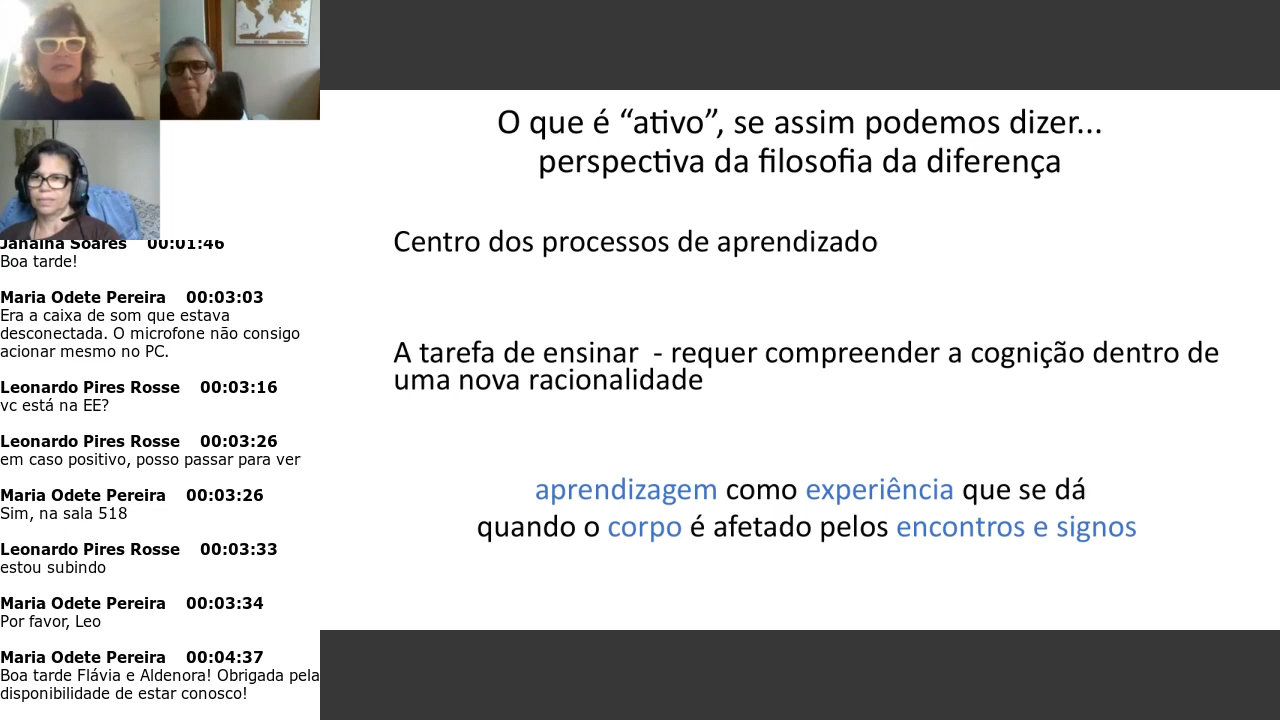 Janaína Soares 00:01:46
Boa tarde!
Maria Odete Pereira 00:03:03
Era a caixa de som que estava
desconectada. O microfone não consigo
acionar mesmo no PC.
Leonardo Pires Rosse 00:03:16
vc está na EE?
Leonardo Pires Rosse 00:03:26
em caso positivo, posso passar para ver
Maria Odete Pereira 00:03:26
Sim, na sala 518
Leonardo Pires Rosse 00:03:33
estou subindo
Maria Odete Pereira 00:03:34
Por favor, Leo
Maria Odete Pereira 00:04:37
Boa tarde Flávia e Aldenora! Obrigada pela
disponibilidade de estar conosco!
O que é “ativo”, se assim podemos dizer...
perspectiva da filosofia da diferença
Centro dos processos de aprendizado
A tarefa de ensinar - requer compreender a cognição dentro de
uma nova racionalidade
aprendizagem como experiência que se dá
quando o corpo é afetado pelos encontros e signos